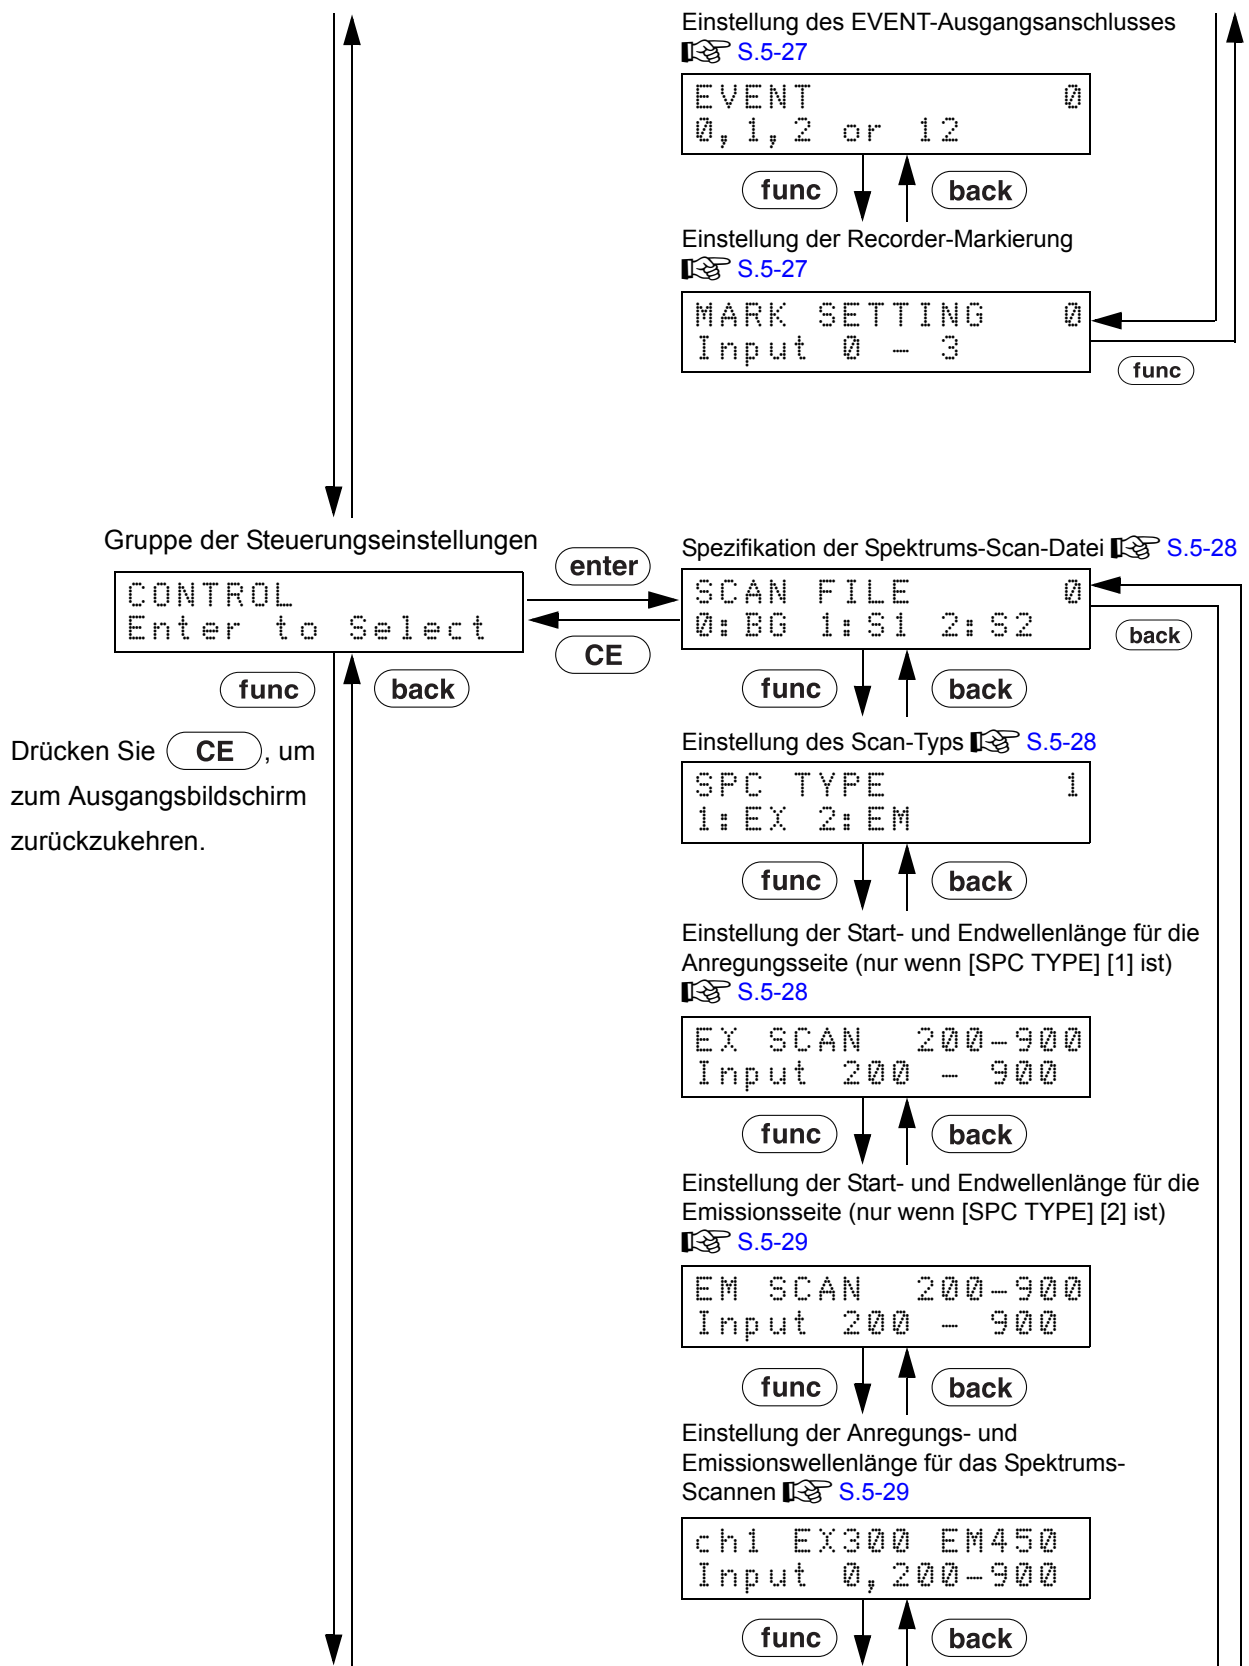 Einstellung des EVENT-Ausgangsanschlusses
S.5-27
EVENT 0
0,1,2 or 12
func back
Einstellung der Recorder-Markierung
S.5-27
MARK SETTING 0
Input 0 - 3
func
Gruppe der Steuerungseinstellungen
CONTROL
Enter to Select
enter
CE
func back
Drücken Sie CE, um
zum Ausgangsbildschirm
zurückzukehren.
Spezifikation der Spektrums-Scan-Datei S.5-28
SCAN FILE 0
0:BG 1:S1 2:S2
back
func back
Einstellung des Scan-Typs S.5-28
SPC TYPE 1
1:EX 2:EM
func back
Einstellung der Start- und Endwellenlänge für die
Anregungsseite (nur wenn [SPC TYPE] [1] ist)
S.5-28
EX SCAN 200-900
Input 200 - 900
func back
Einstellung der Start- und Endwellenlänge für die
Emissionsseite (nur wenn [SPC TYPE] [2] ist)
S.5-29
EM SCAN 200-900
Input 200 - 900
func back
Einstellung der Anregungs- und
Emissionswellenlänge für das Spektrums-
Scannen S.5-29
ch1 EX300 EM450
Input 0,200-900
func back